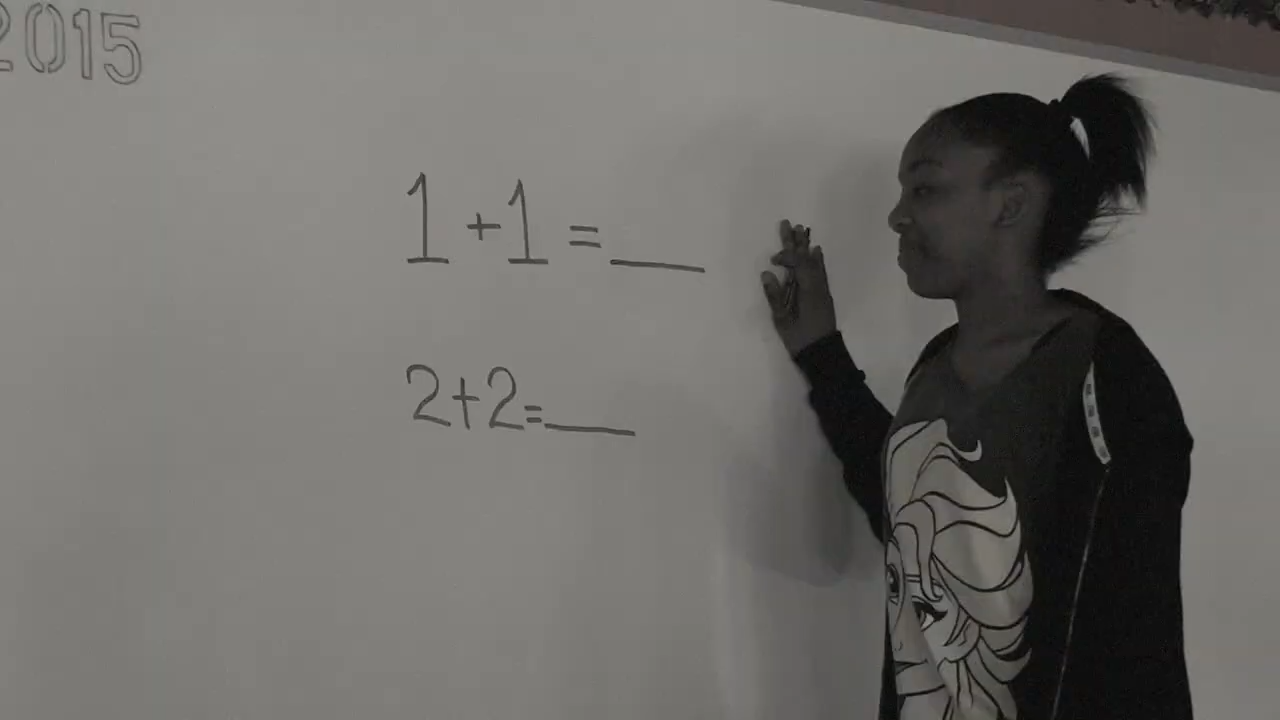 2015
1 + 1 = __
2+2=__